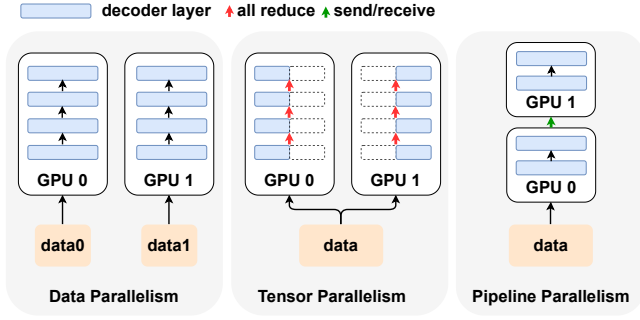 decoder layer all reduce send/receive
GPU 0 GPU 1
data0 data1
Data Parallelism
GPU 0 GPU 1
data
Tensor Parallelism
GPU 1
GPU 0
data
Pipeline Parallelism